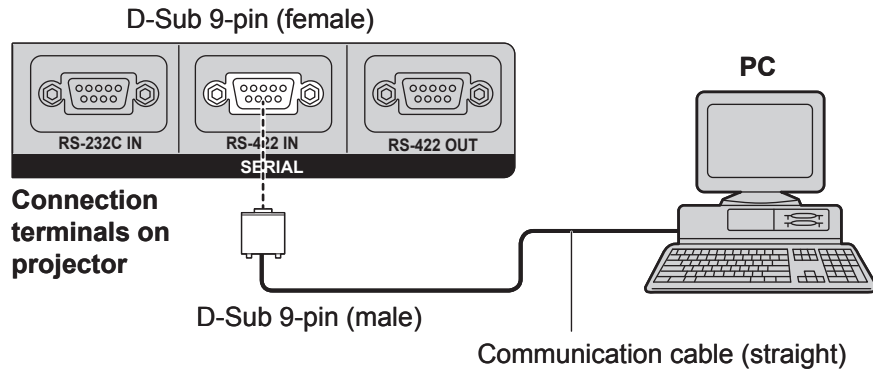 D-Sub 9-pin (female)
PC
RS-232C IN
RS-422 IN
RS-422 OUT
SERIAL
Connection
terminals on
projector
D-Sub 9-pin (male)
Communication cable (straight)